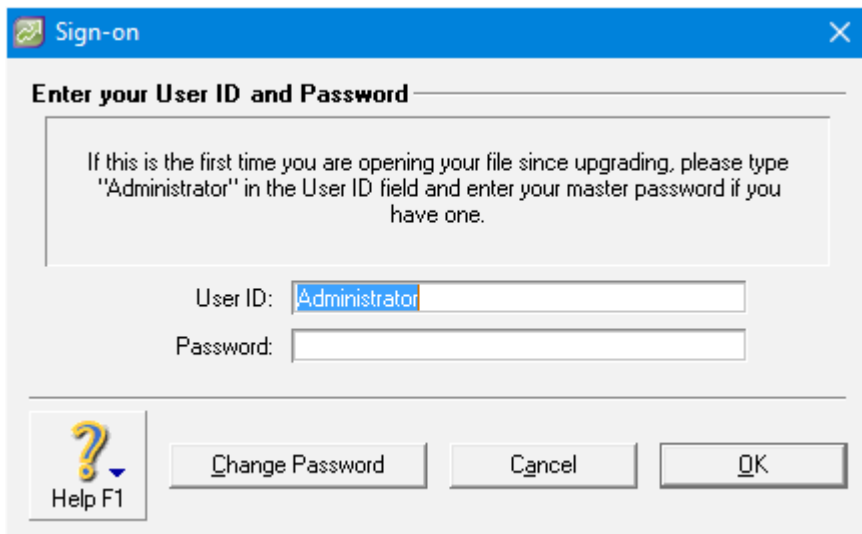 Sign-on
Enter your User ID and Password
If this is the first time you are opening your file since upgrading, please type
"Administrator" in the User ID field and enter your master password if you
have one.
User ID: Administrator
Password:
Help F1
Change Password
Cancel
OK